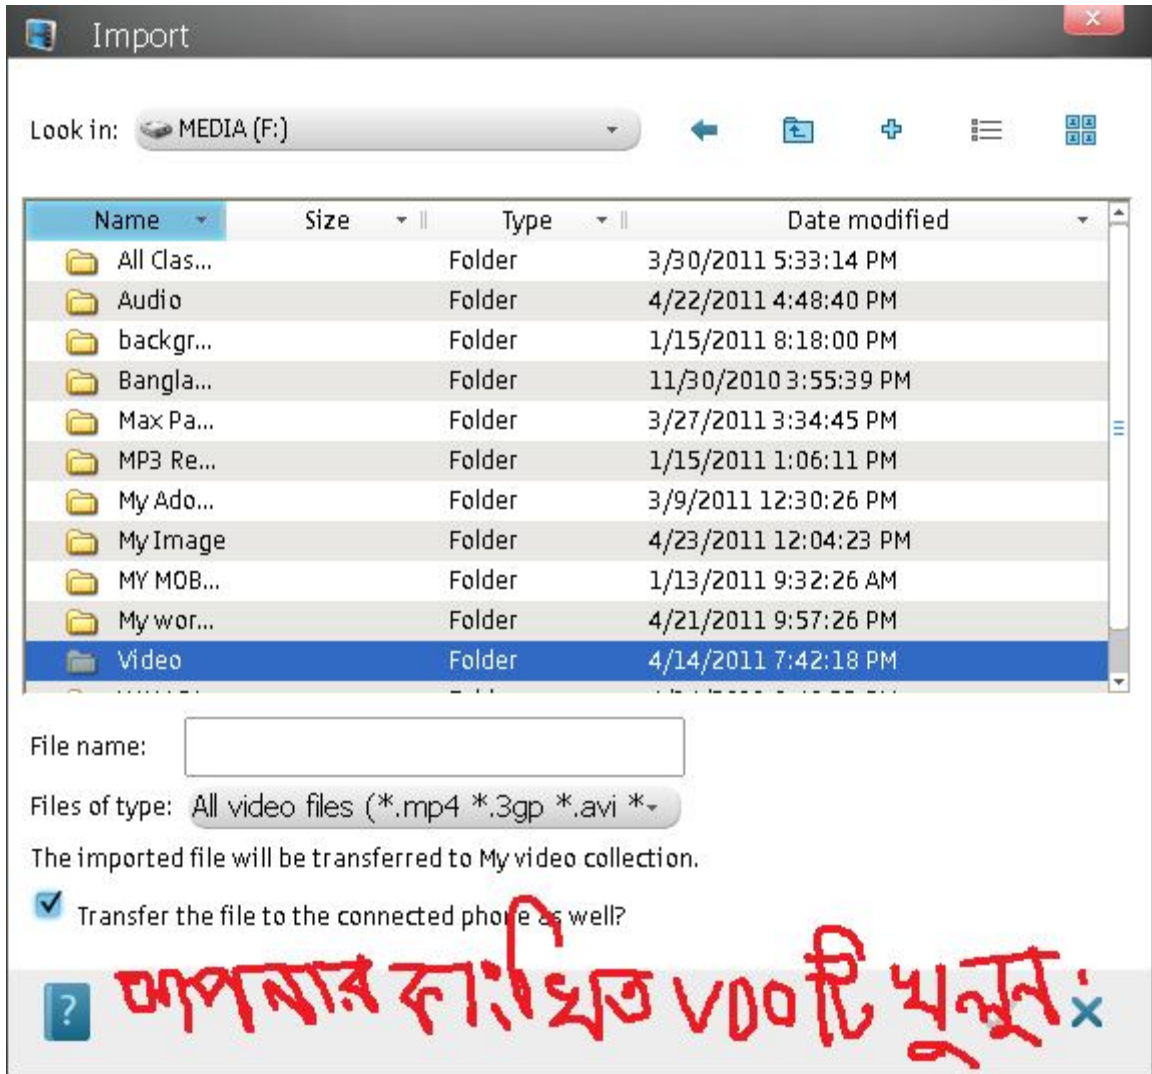 Import
Look in: MEDIA (F:)
Name Size Type Date modified
All Clas... Folder 3/30/2011 5:33:14 PM
Audio Folder 4/22/2011 4:48:40 PM
backgr... Folder 1/15/2011 8:18:00 PM
Bangla... Folder 11/30/2010 3:55:39 PM
Max Pa... Folder 3/27/2011 3:34:45 PM
MP3 Re... Folder 1/15/2011 1:06:11 PM
My Ado... Folder 3/9/2011 12:30:26 PM
My Image Folder 4/23/2011 12:04:23 PM
MY MOB... Folder 1/13/2011 9:32:26 AM
My wor... Folder 4/21/2011 9:57:26 PM
Video Folder 4/14/2011 7:42:18 PM
File name:
Files of type: All video files (*.mp4 *.3gp *.avi *
The imported file will be transferred to My video collection.
Transfer the file to the connected phone as well?
আপনার কাংখিত VDO টি খুলুন